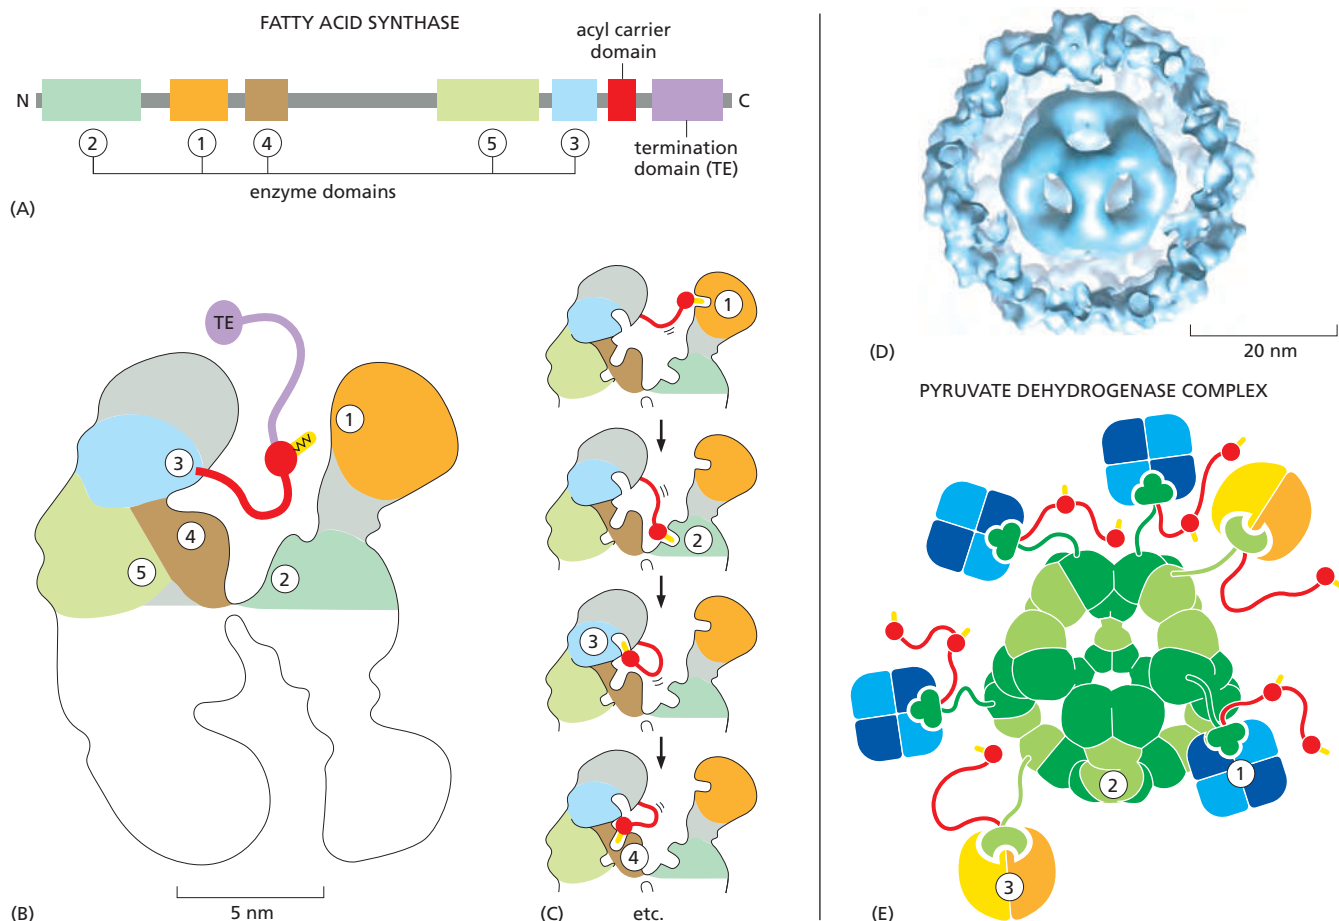 FATTY ACID SYNTHASE
acyl carrier
domain
N
C
2
1
4
5
3
termination
domain (TE)
enzyme domains
(A)
TE
1
3
4
5
2
5 nm
(B)
1
2
3
4
(C)
etc.
20 nm
(D)
PYRUVATE DEHYDROGENASE COMPLEX
1
2
3
(E)